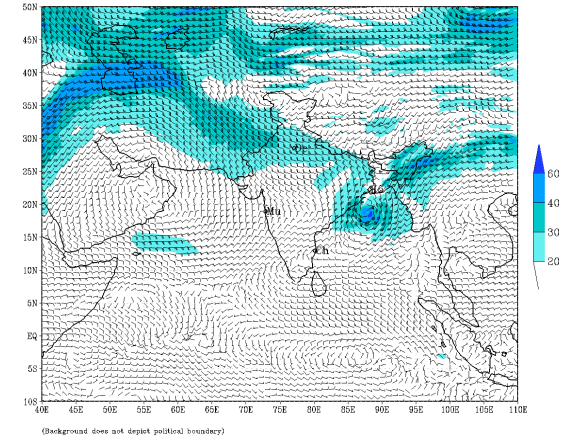 50N
45N
40N
35N
30N
25N
20N
15N
10N
5N
EQ
5S
10S
40E 45E 50E 55E 60E 65E 70E 75E 80E 85E 90E 95E 100E 105E 110E
Mu
Ch
60
40
30
20
(Background does not depict political boundary)